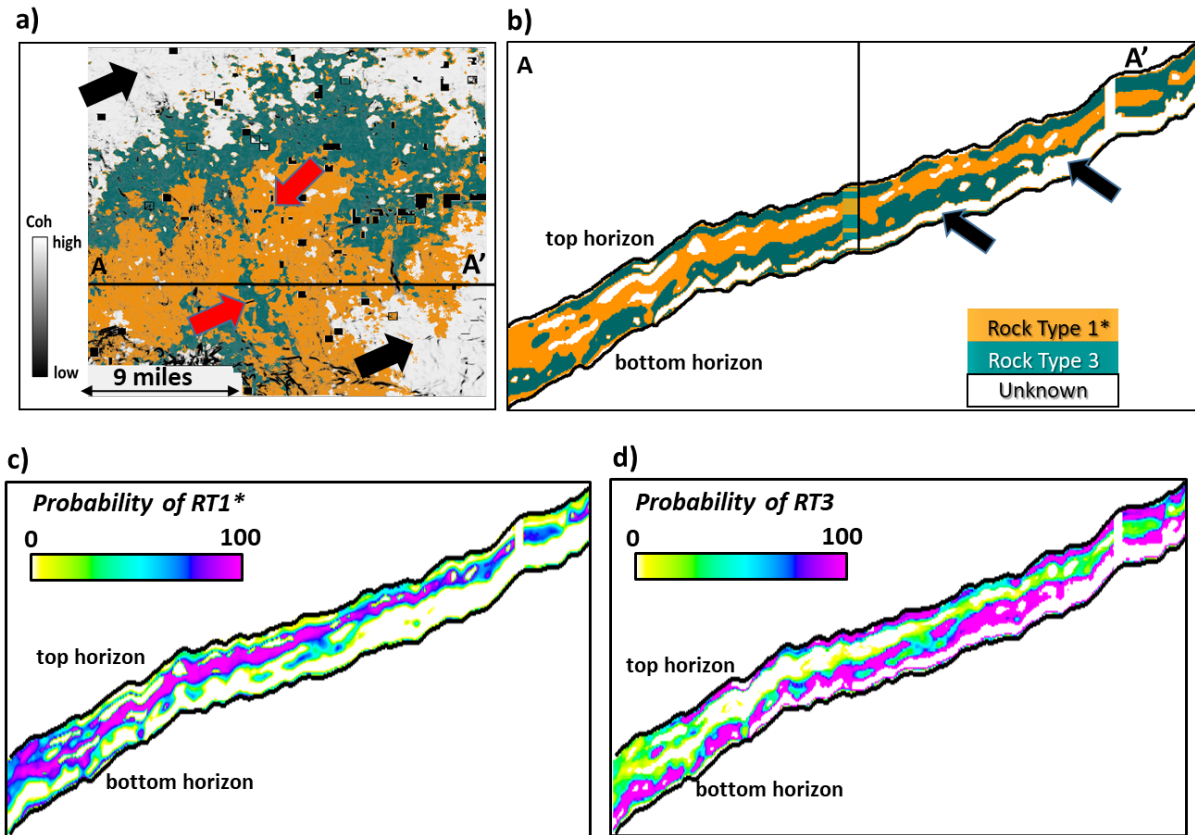 a)
Coh
high
low
A
A'
9 miles
b)
A
A'
top horizon
bottom horizon
Rock Type 1*
Rock Type 3
Unknown
c)
Probability of RT1*
0
100
top horizon
bottom horizon
d)
Probability of RT3
0
100
top horizon
bottom horizon